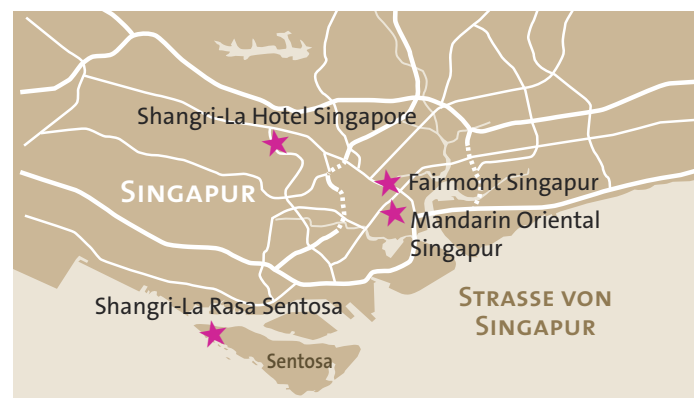 Shangri-La Hotel Singapore
SINGAPUR
Fairmont Singapur
Mandarin Oriental
Singapur
Shangri-La Rasa Sentosa
STRASSE VON
SINGAPUR
Sentosa